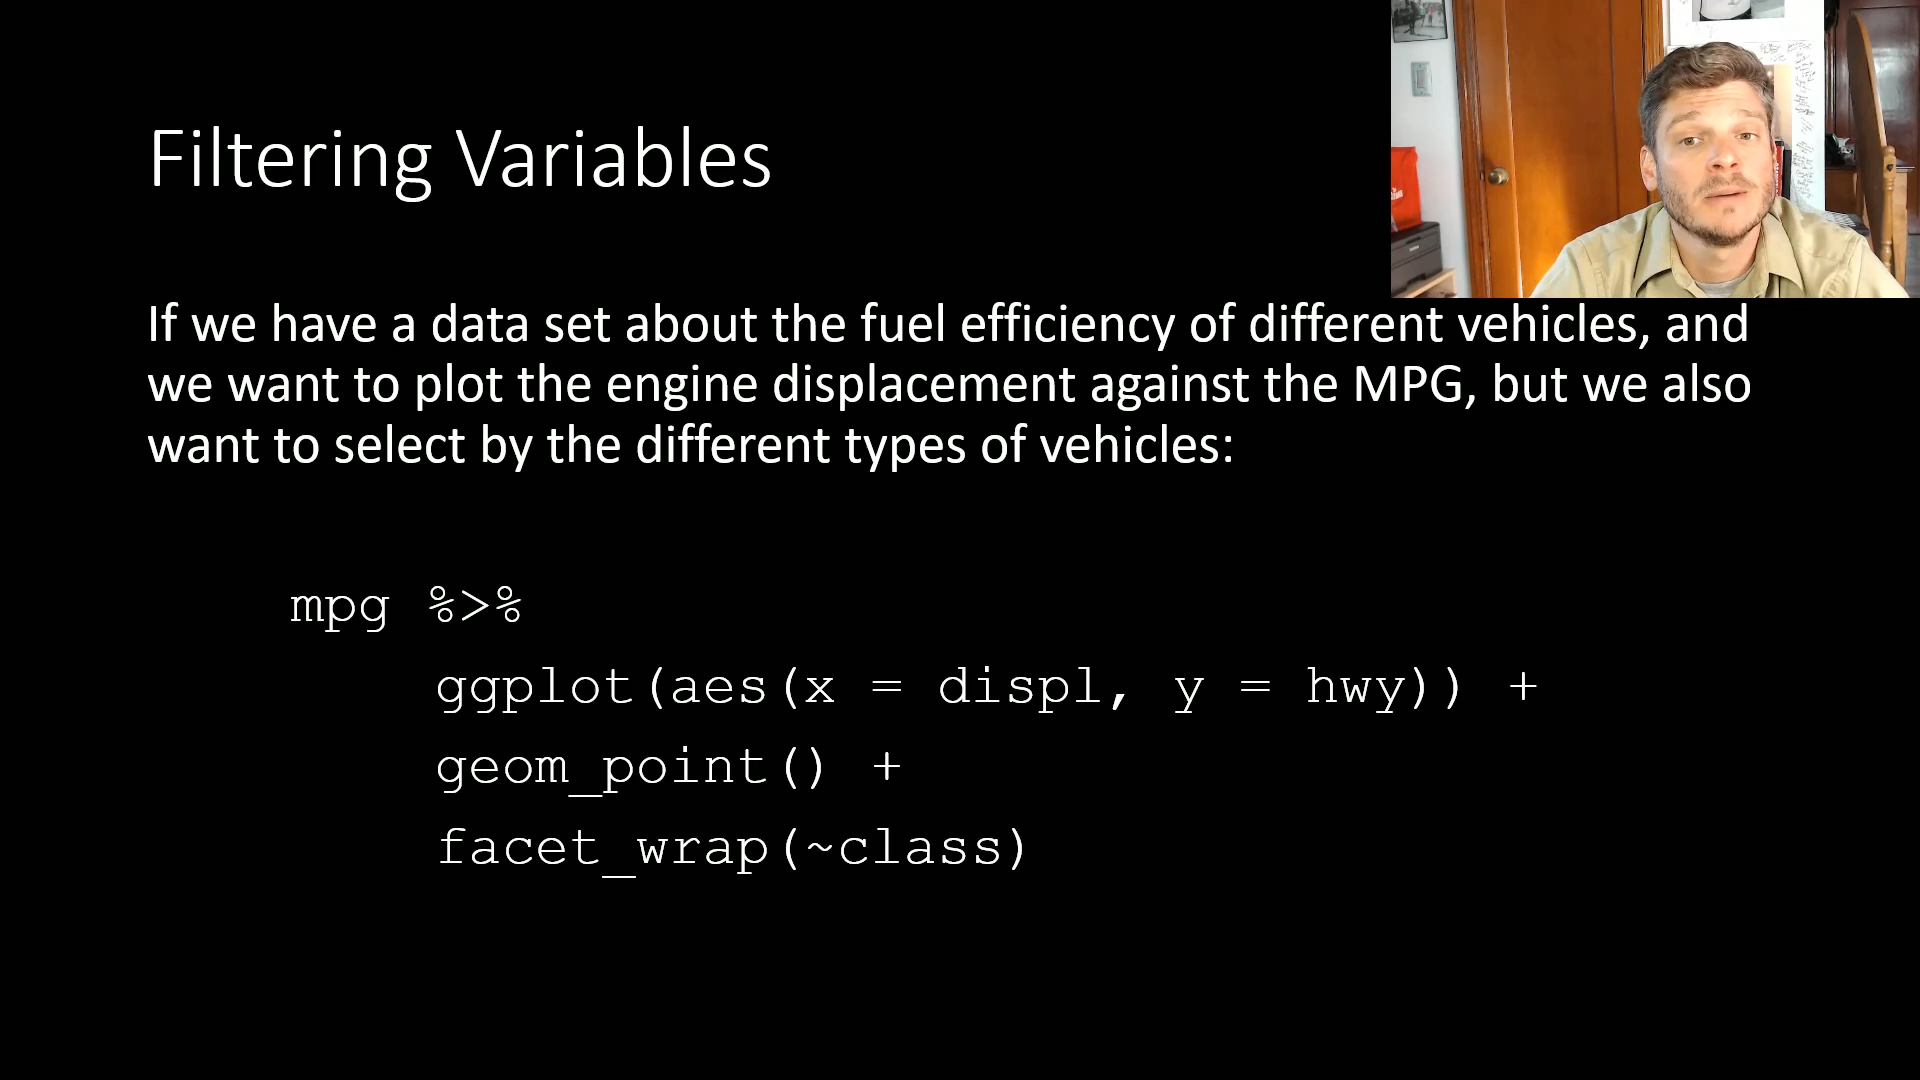 Filtering Variables
If we have a data set about the fuel efficiency of different vehicles, and
we want to plot the engine displacement against the MPG, but we also
want to select by the different types of vehicles:
mpg %>%
ggplot(aes(x = displ, y = hwy)) +
geom_point() +
facet_wrap(~class)